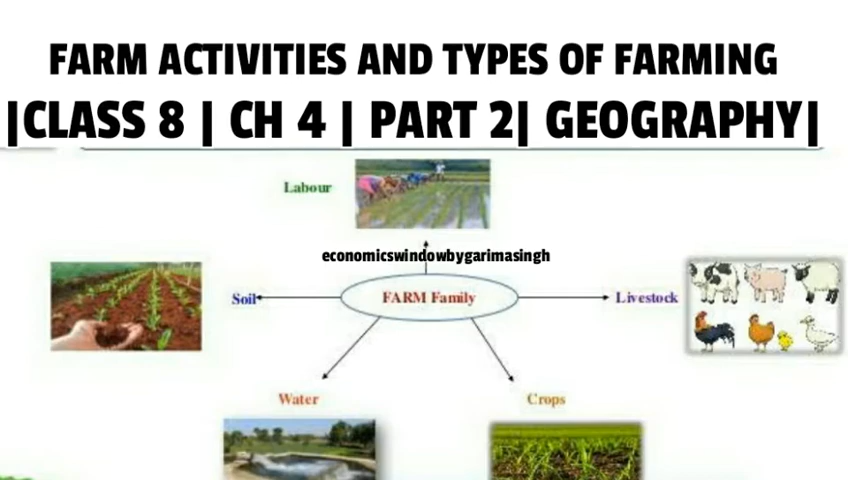 FARM ACTIVITIES AND TYPES OF FARMING
|CLASS 8 | CH 4 | PART 2| GEOGRAPHY|
Labour
economicswindowbygarimasingh
Soil
FARM Family
Livestock
Water
Crops